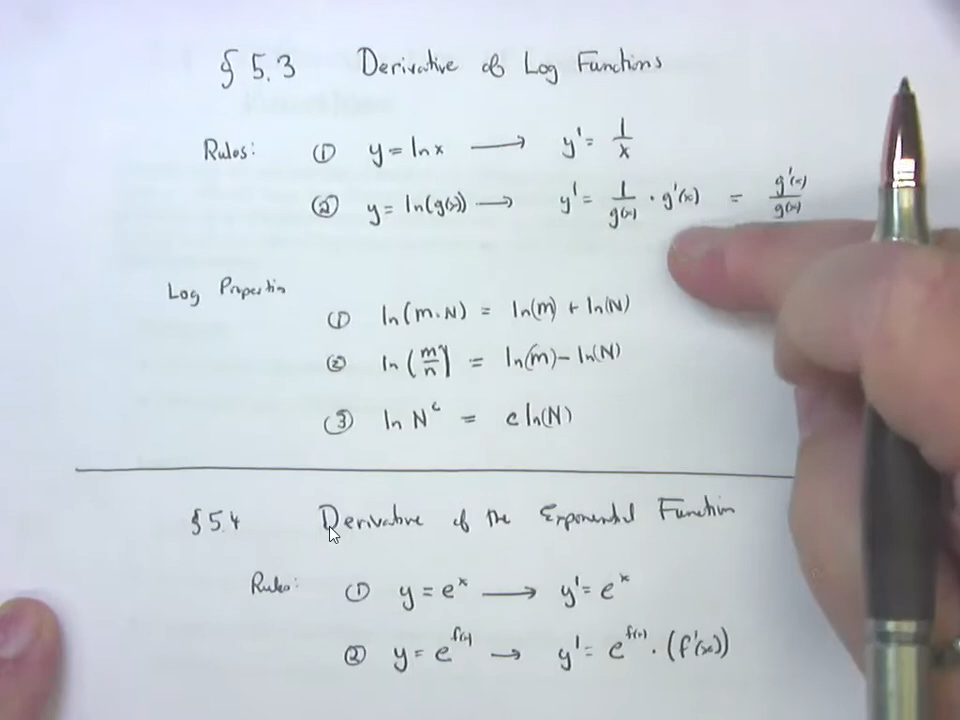 § 5.3 Derivative of Log Functions
Rules: ① y = ln x → y' = 1/x
② y = ln(g(x)) → y' = 1/g(x) · g'(x) = g'(x)/g(x)
Log Properties
① ln(m·N) = ln(m) + ln(N)
② ln(m/n) = ln(m) − ln(N)
③ ln N^c = c ln(N)
§ 5.4 Derivative of the Exponential Function
Rules: ① y = e^x → y' = e^x
② y = e^f(x) → y' = e^f(x) · (f'(x))